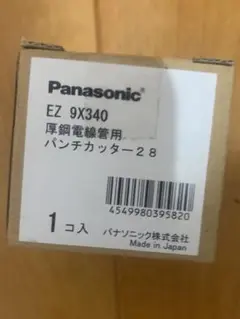 Panasonic
EZ 9X340
厚鋼電線管用
パンチカッター28
4549980395820
1コ入
パナソニック株式会社
Made in Japan